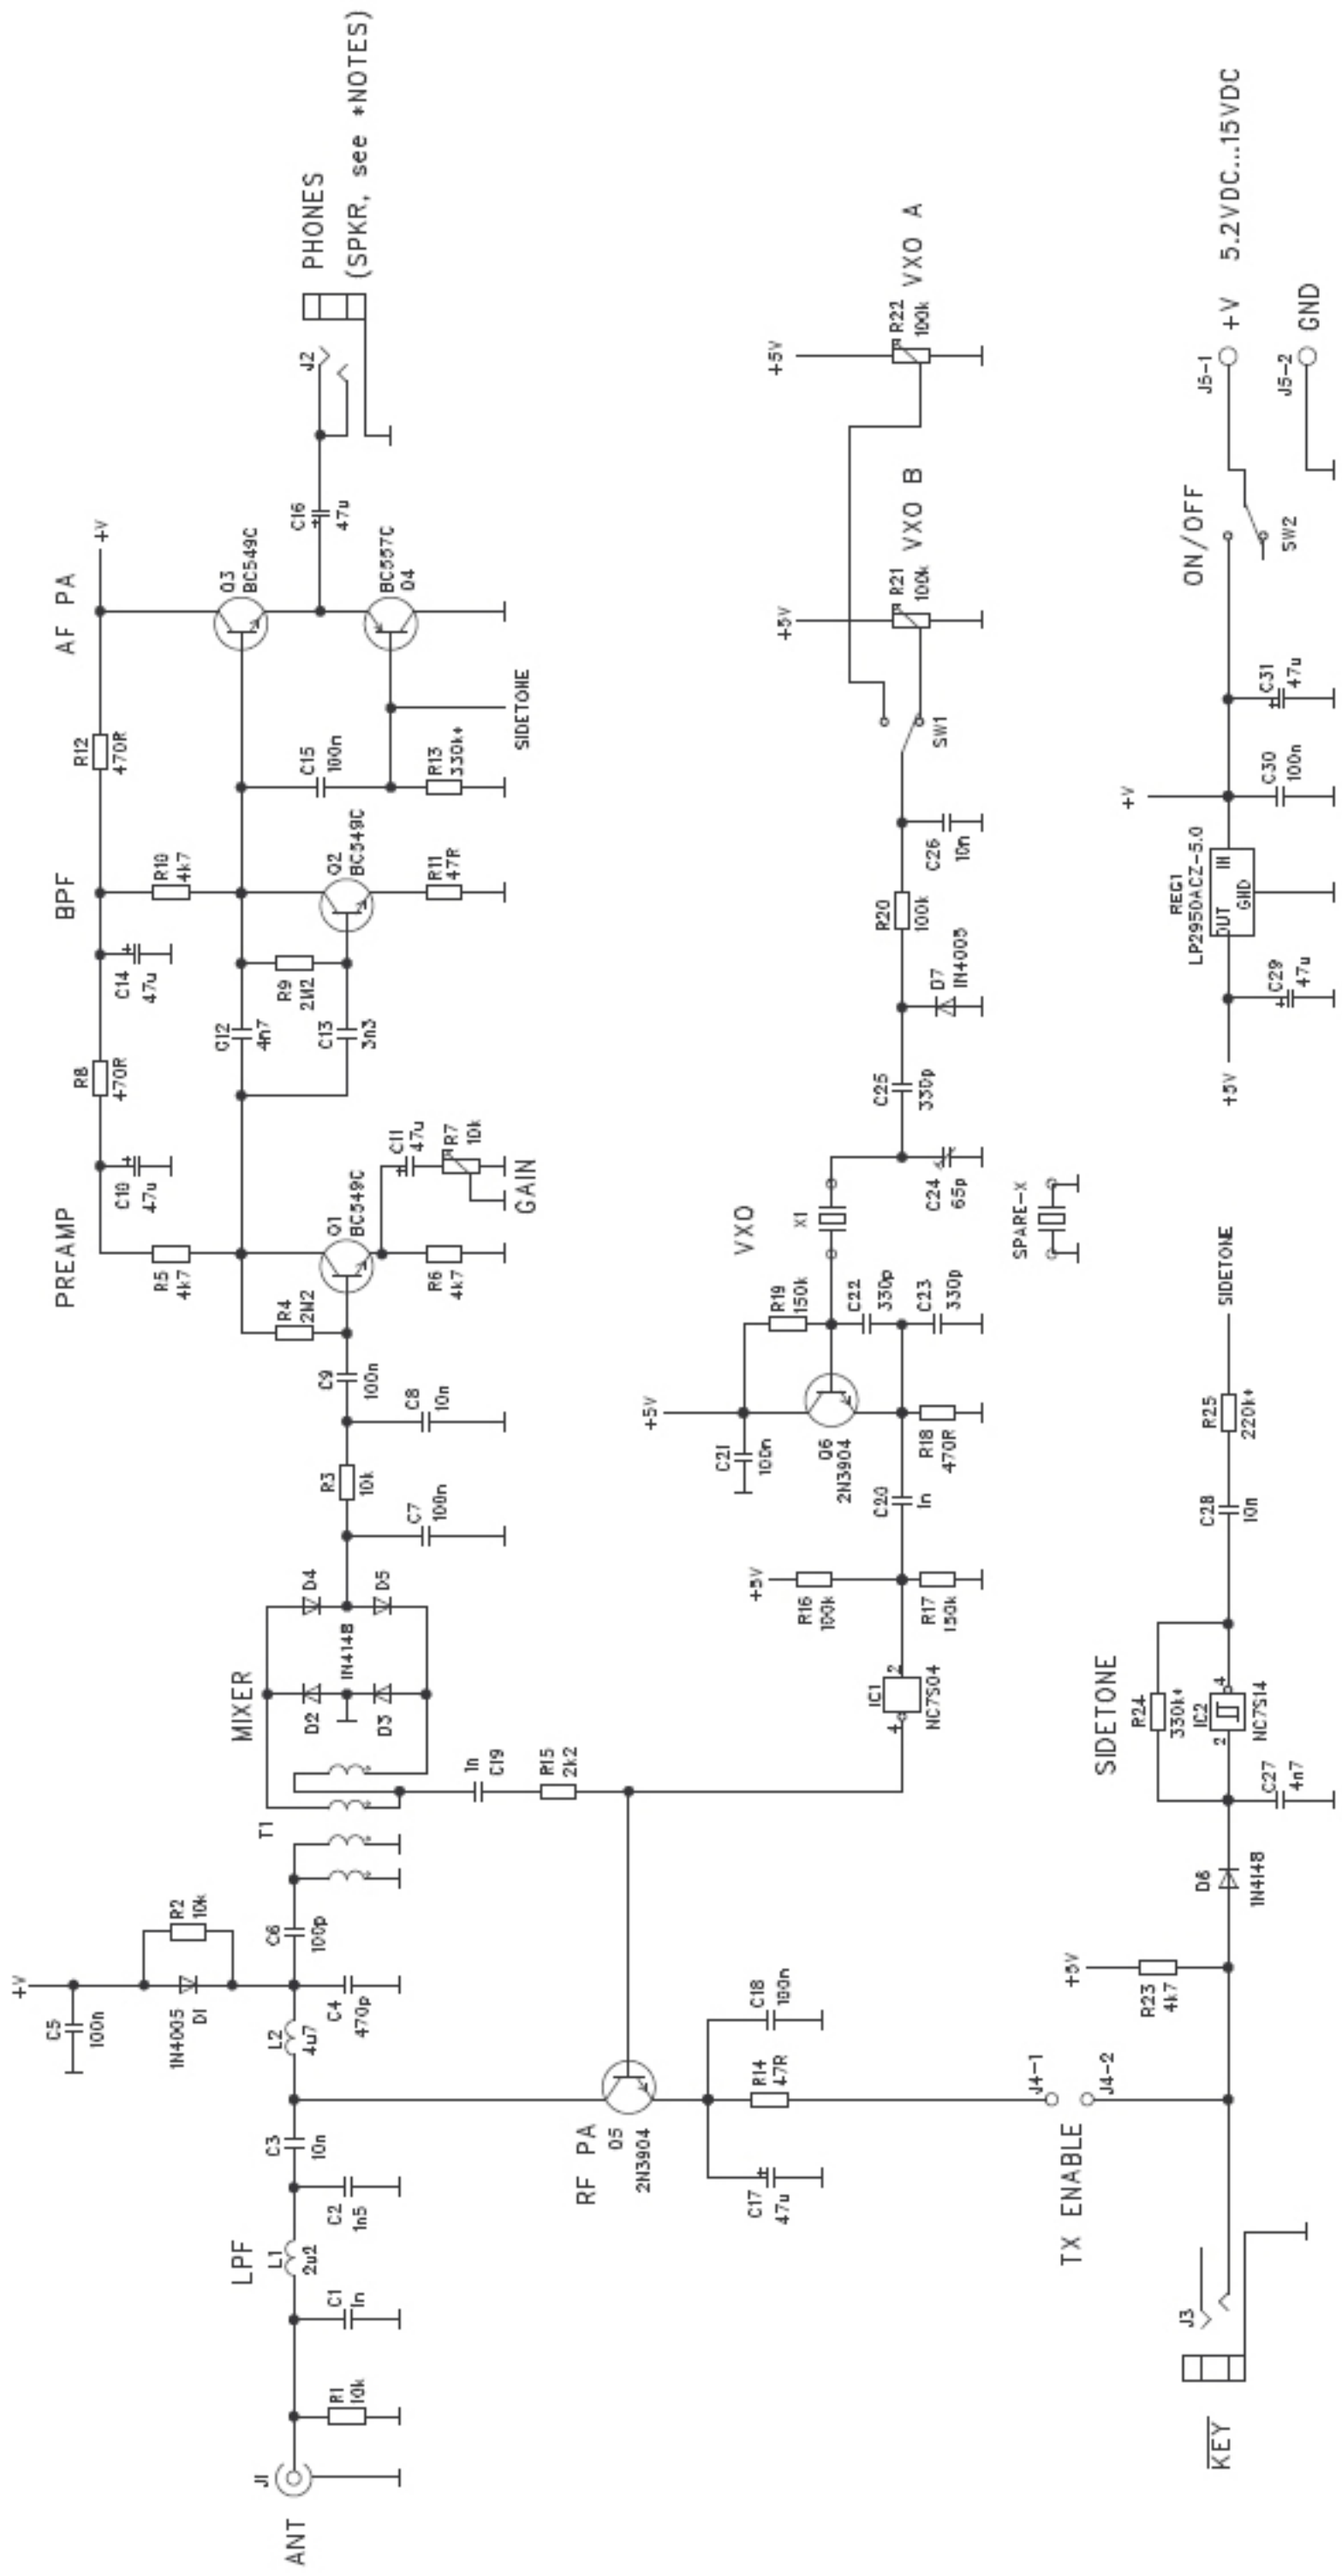 ANT
J1
R1
10k
C1
1n
LPF
L1
2u2
C2
1n5
C3
10n
L2
4u7
C4
470p
+V
C5
100n
1N4005
D1
R2
10k
C6
100p
T1
MIXER
D2
D3
1N4148
D4
D5
1n
C19
R15
2k2
C7
100n
R3
10k
C8
10n
C9
100n
PREAMP
R4
2M2
R5
4k7
Q1
BC549C
R6
4k7
C10
47u
C11
47u
R7
10k
GAIN
R8
470R
C12
4n7
C13
3n3
C14
47u
R9
2M2
BPF
R10
4k7
Q2
BC549C
R11
47R
R12
470R
C15
100n
R13
330k*
SIDETONE
AF PA
+V
Q3
BC549C
BC557C
Q4
C16
47u
J2
PHONES
(SPKR, see *NOTES)
RF PA
Q5
2N3904
C17
47u
R14
47R
C18
100n
IC1
4
2
NC7S04
+5V
R16
100k
R17
150k
C20
1n
+5V
C21
100n
Q6
2N3904
R18
470R
R19
150k
C22
330p
C23
330p
VXO
X1
C24
65p
SPARE-X
C25
330p
D7
1N4005
R20
100k
C26
10n
SW1
+5V
R21
100k
VXO B
+5V
R22
100k
VXO A
KEY
J3
TX ENABLE
J4-1
J4-2
+5V
R23
4k7
D6
1N4148
SIDETONE
C27
4n7
R24
330k*
IC2
2
4
NC7S14
C28
10n
R25
220k*
SIDETONE
+5V
C29
47u
REG1
LP2950ACZ-5.0
OUT
IN
GND
+V
C30
100n
C31
47u
ON/OFF
SW2
J5-1
+V 5.2VDC...15VDC
J5-2
GND